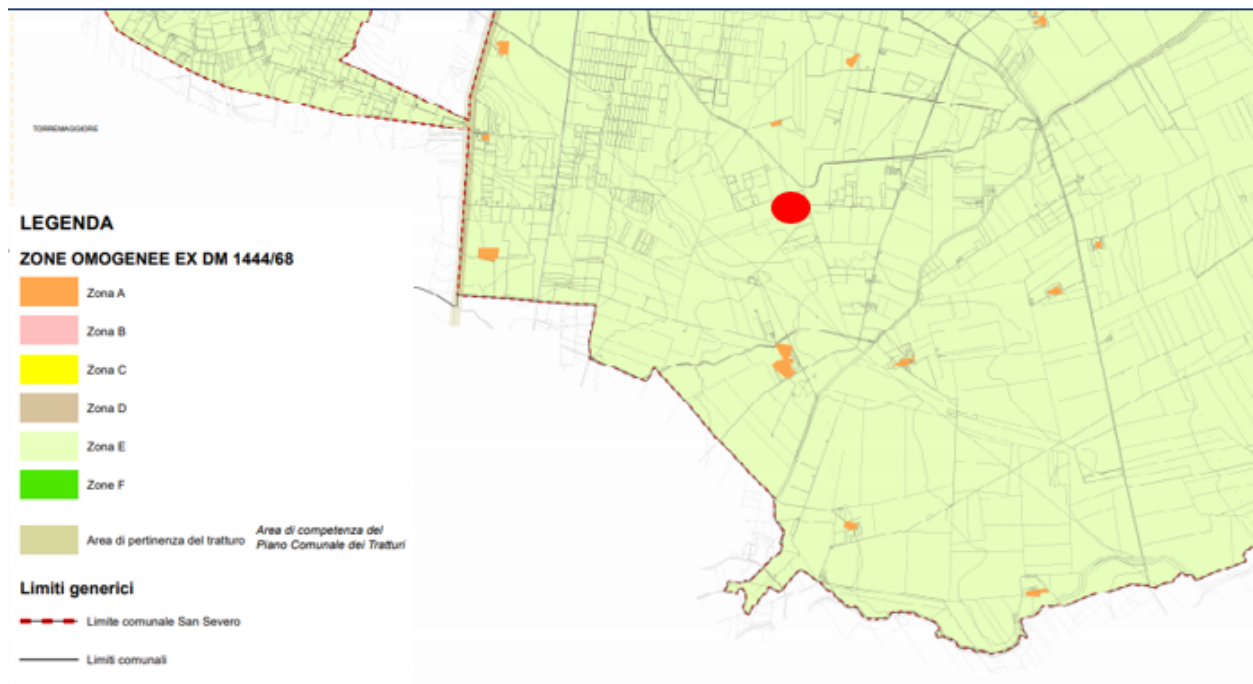 TORREMAGGIORE
LEGENDA
ZONE OMOGENEE EX DM 1444/68
Zona A
Zona B
Zona C
Zona D
Zona E
Zone F
Area di pertinenza del tratturo
Area di competenza del
Piano Comunale dei Tratturi
Limiti generici
Limite comunale San Severo
Limiti comunali